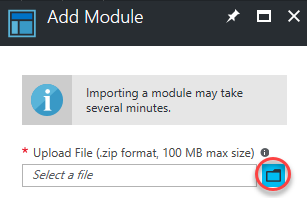 Add Module
Importing a module may take
several minutes.
* Upload File (.zip format, 100 MB max size)
Select a file